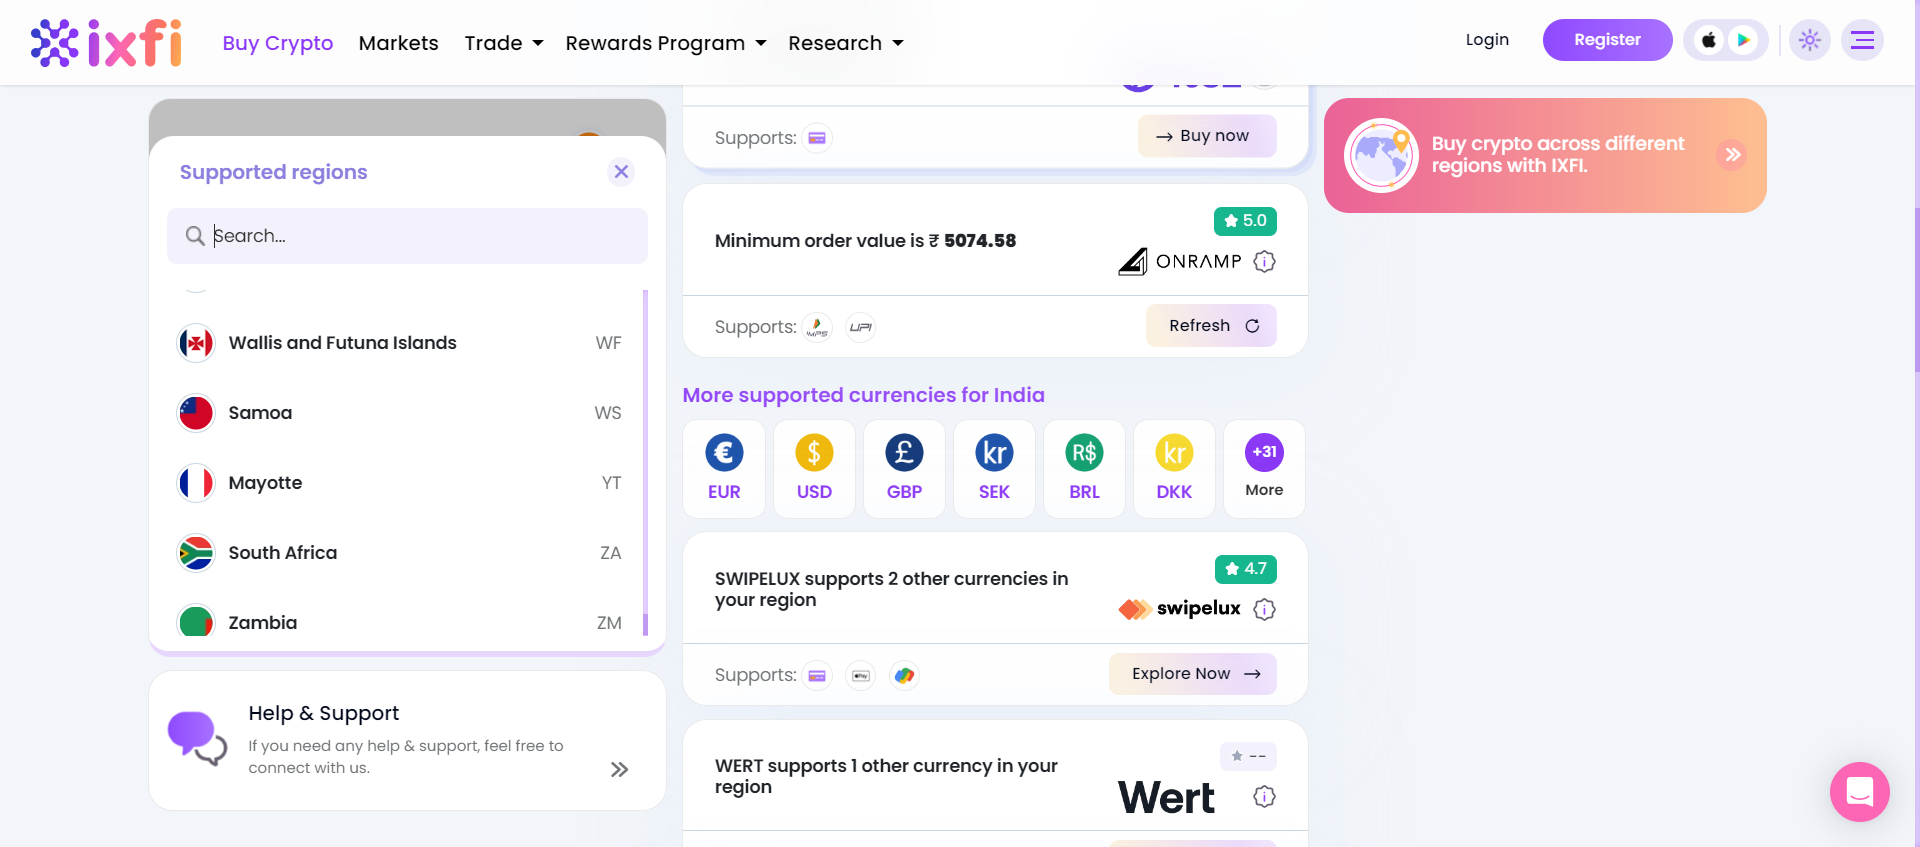 ixfi
Buy Crypto
Markets
Trade
Rewards Program
Research
Login
Register
Supported regions
Search...
Wallis and Futuna Islands WF
Samoa WS
Mayotte YT
South Africa ZA
Zambia ZM
Help & Support
If you need any help & support, feel free to
connect with us.
Supports:
Buy now
5.0
Minimum order value is ₹ 5074.58
ONRAMP
Supports: IMPS UPI
Refresh
More supported currencies for India
€ $ £ kr R$ kr +31
EUR USD GBP SEK BRL DKK More
4.7
SWIPELUX supports 2 other currencies in
your region
swipelux
Supports: Pay
Explore Now
--
WERT supports 1 other currency in your
region
Wert
Buy crypto across different
regions with IXFI.